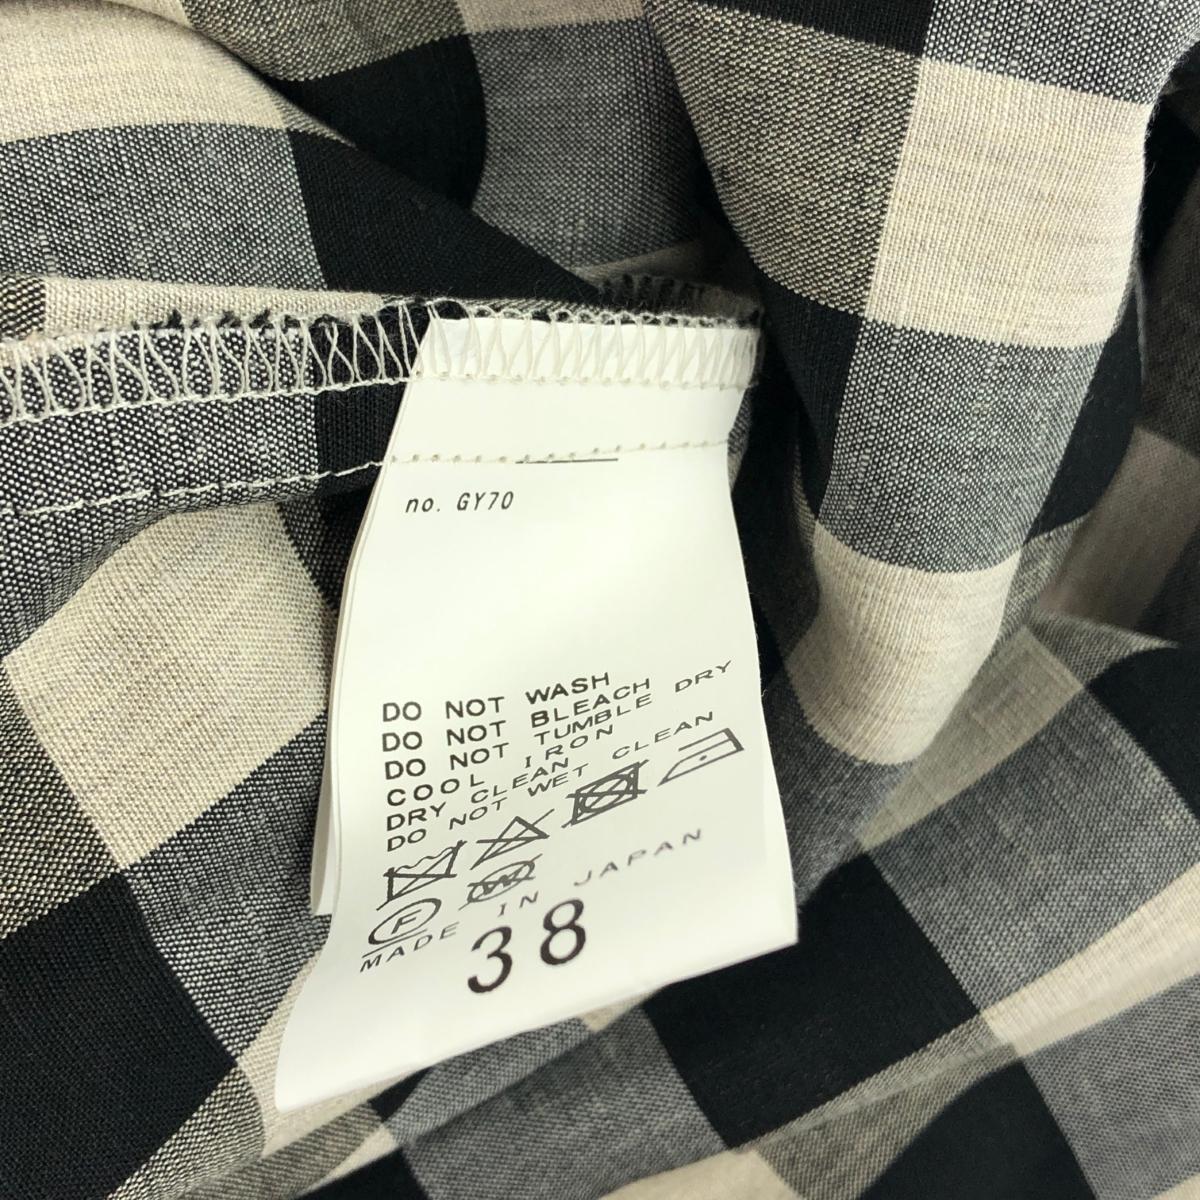 no. GY70
DO NOT WASH
DO NOT BLEACH
DO NOT TUMBLE DRY
COOL IRON
DRY CLEAN
DO NOT WET CLEAN
F
W
MADE IN JAPAN
38